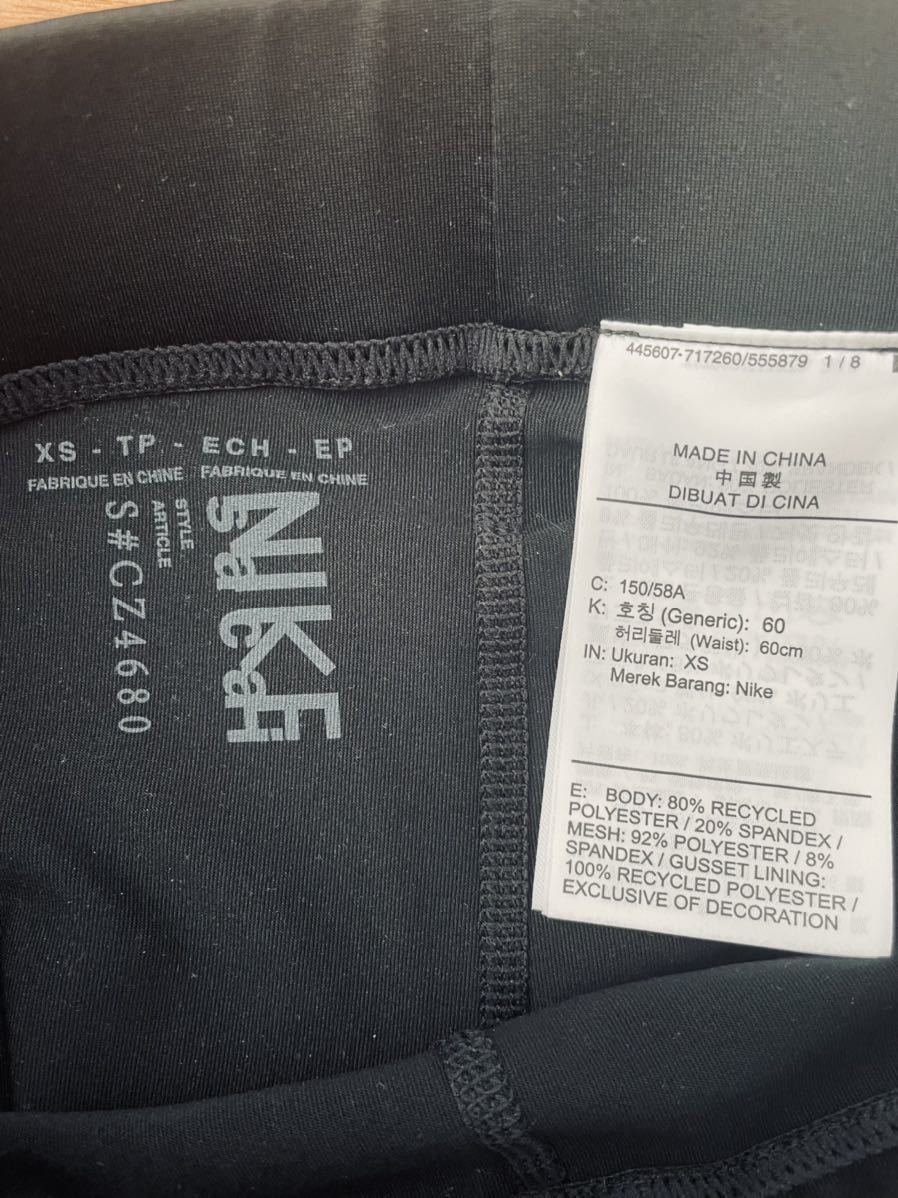 XS - TP - ECH - EP
FABRIQUE EN CHINE FABRIQUE EN CHINE
NIKE
sacai
STYLE
ARTICLE
S#CZ4680
445607-717260/555879 1 / 8
MADE IN CHINA
中国製
DIBUAT DI CINA
C: 150/58A
K: 호칭 (Generic): 60
허리둘레 (Waist): 60cm
IN: Ukuran: XS
Merek Barang: Nike
E: BODY: 80% RECYCLED
POLYESTER / 20% SPANDEX /
MESH: 92% POLYESTER / 8%
SPANDEX / GUSSET LINING:
100% RECYCLED POLYESTER /
EXCLUSIVE OF DECORATION